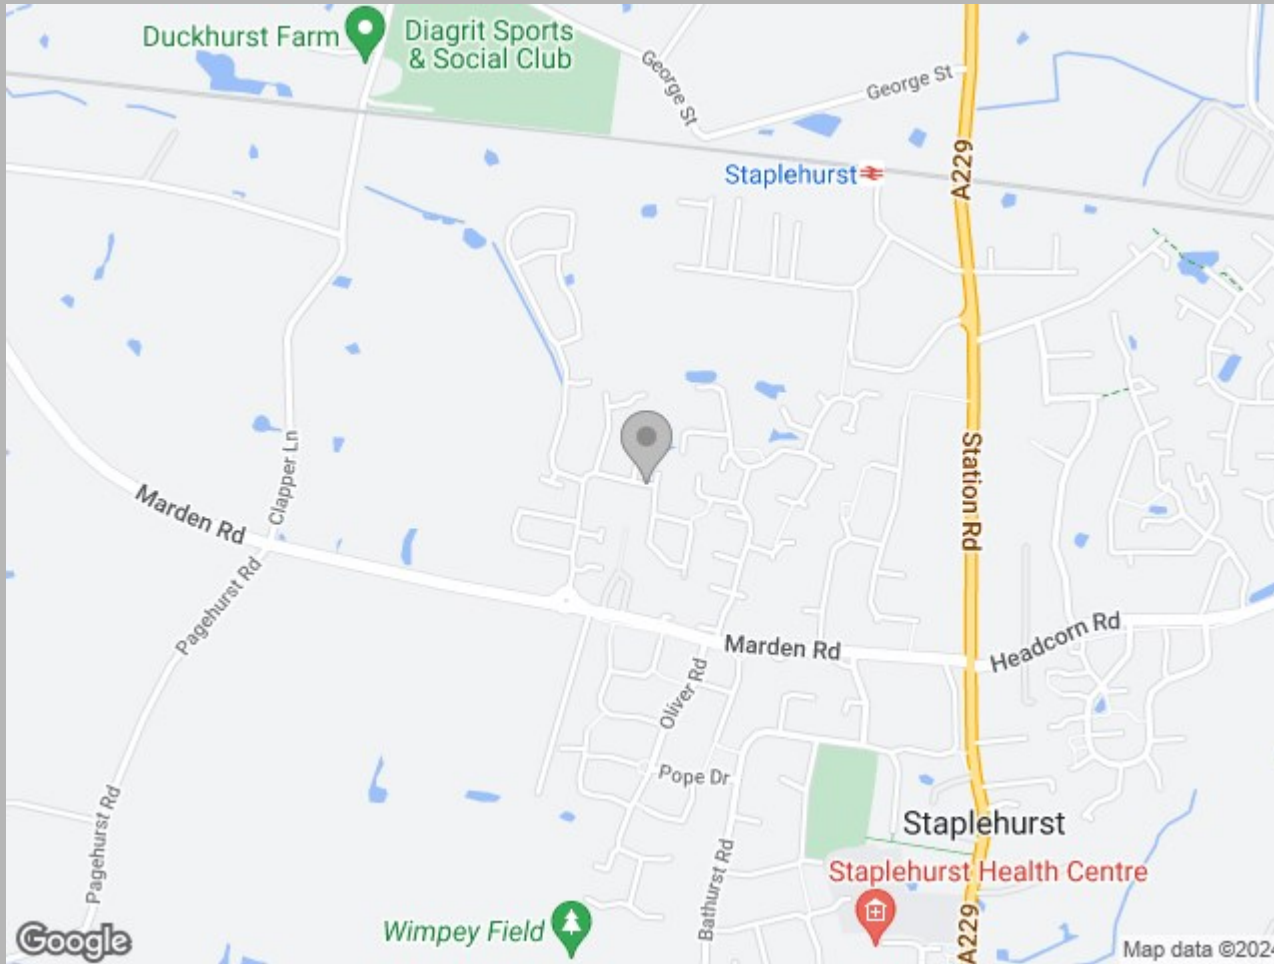 Duckhurst Farm
Diagrit Sports
& Social Club
George St
George St
A229
Staplehurst
Clapper Ln
Marden Rd
Station Rd
Pagehurst Rd
Marden Rd
Headcorn Rd
Oliver Rd
Pope Dr
Pagehurst Rd
Bathurst Rd
Staplehurst
Staplehurst Health Centre
Wimpey Field
A229
Google
Map data ©2024